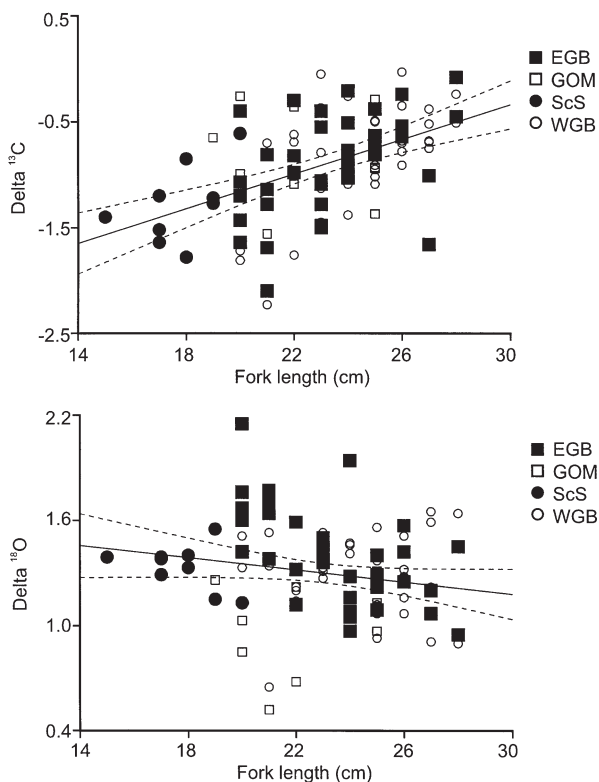 0.5
-0.5
-1.5
-2.5
Delta ¹³C
14 18 22 26 30
Fork length (cm)
EGB
GOM
ScS
WGB
2.2
1.6
1.0
0.4
Delta ¹⁸O
14 18 22 26 30
Fork length (cm)
EGB
GOM
ScS
WGB